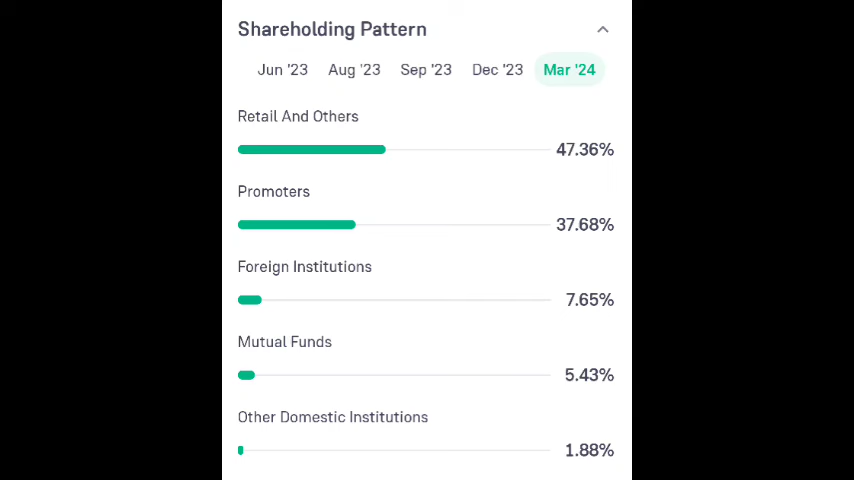 Shareholding Pattern
Jun '23 Aug '23 Sep '23 Dec '23 Mar '24
Retail And Others
47.36%
Promoters
37.68%
Foreign Institutions
7.65%
Mutual Funds
5.43%
Other Domestic Institutions
1.88%